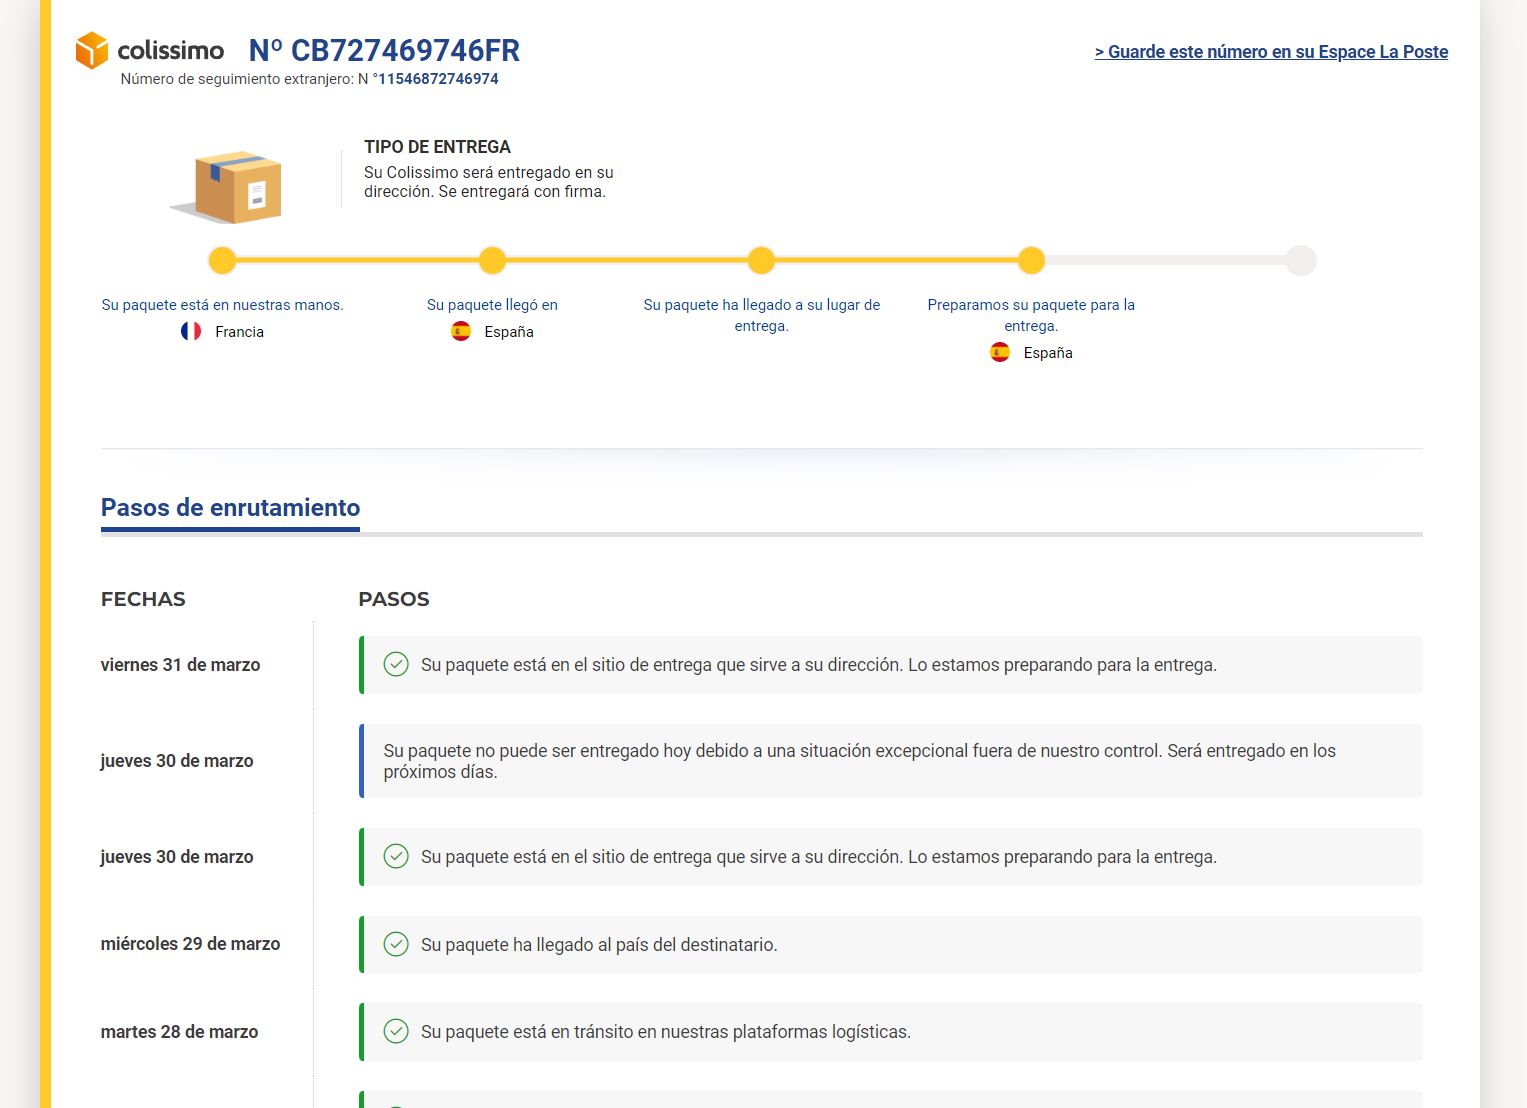 colissimo Nº CB727469746FR
> Guarde este número en su Espace La Poste
Número de seguimiento extranjero: N °11546872746974
TIPO DE ENTREGA
Su Colissimo será entregado en su
dirección. Se entregará con firma.
Su paquete está en nuestras manos.
Francia
Su paquete llegó en
España
Su paquete ha llegado a su lugar de
entrega.
Preparamos su paquete para la
entrega.
España
Pasos de enrutamiento
FECHAS
PASOS
viernes 31 de marzo
Su paquete está en el sitio de entrega que sirve a su dirección. Lo estamos preparando para la entrega.
jueves 30 de marzo
Su paquete no puede ser entregado hoy debido a una situación excepcional fuera de nuestro control. Será entregado en los
próximos días.
jueves 30 de marzo
Su paquete está en el sitio de entrega que sirve a su dirección. Lo estamos preparando para la entrega.
miércoles 29 de marzo
Su paquete ha llegado al país del destinatario.
martes 28 de marzo
Su paquete está en tránsito en nuestras plataformas logísticas.